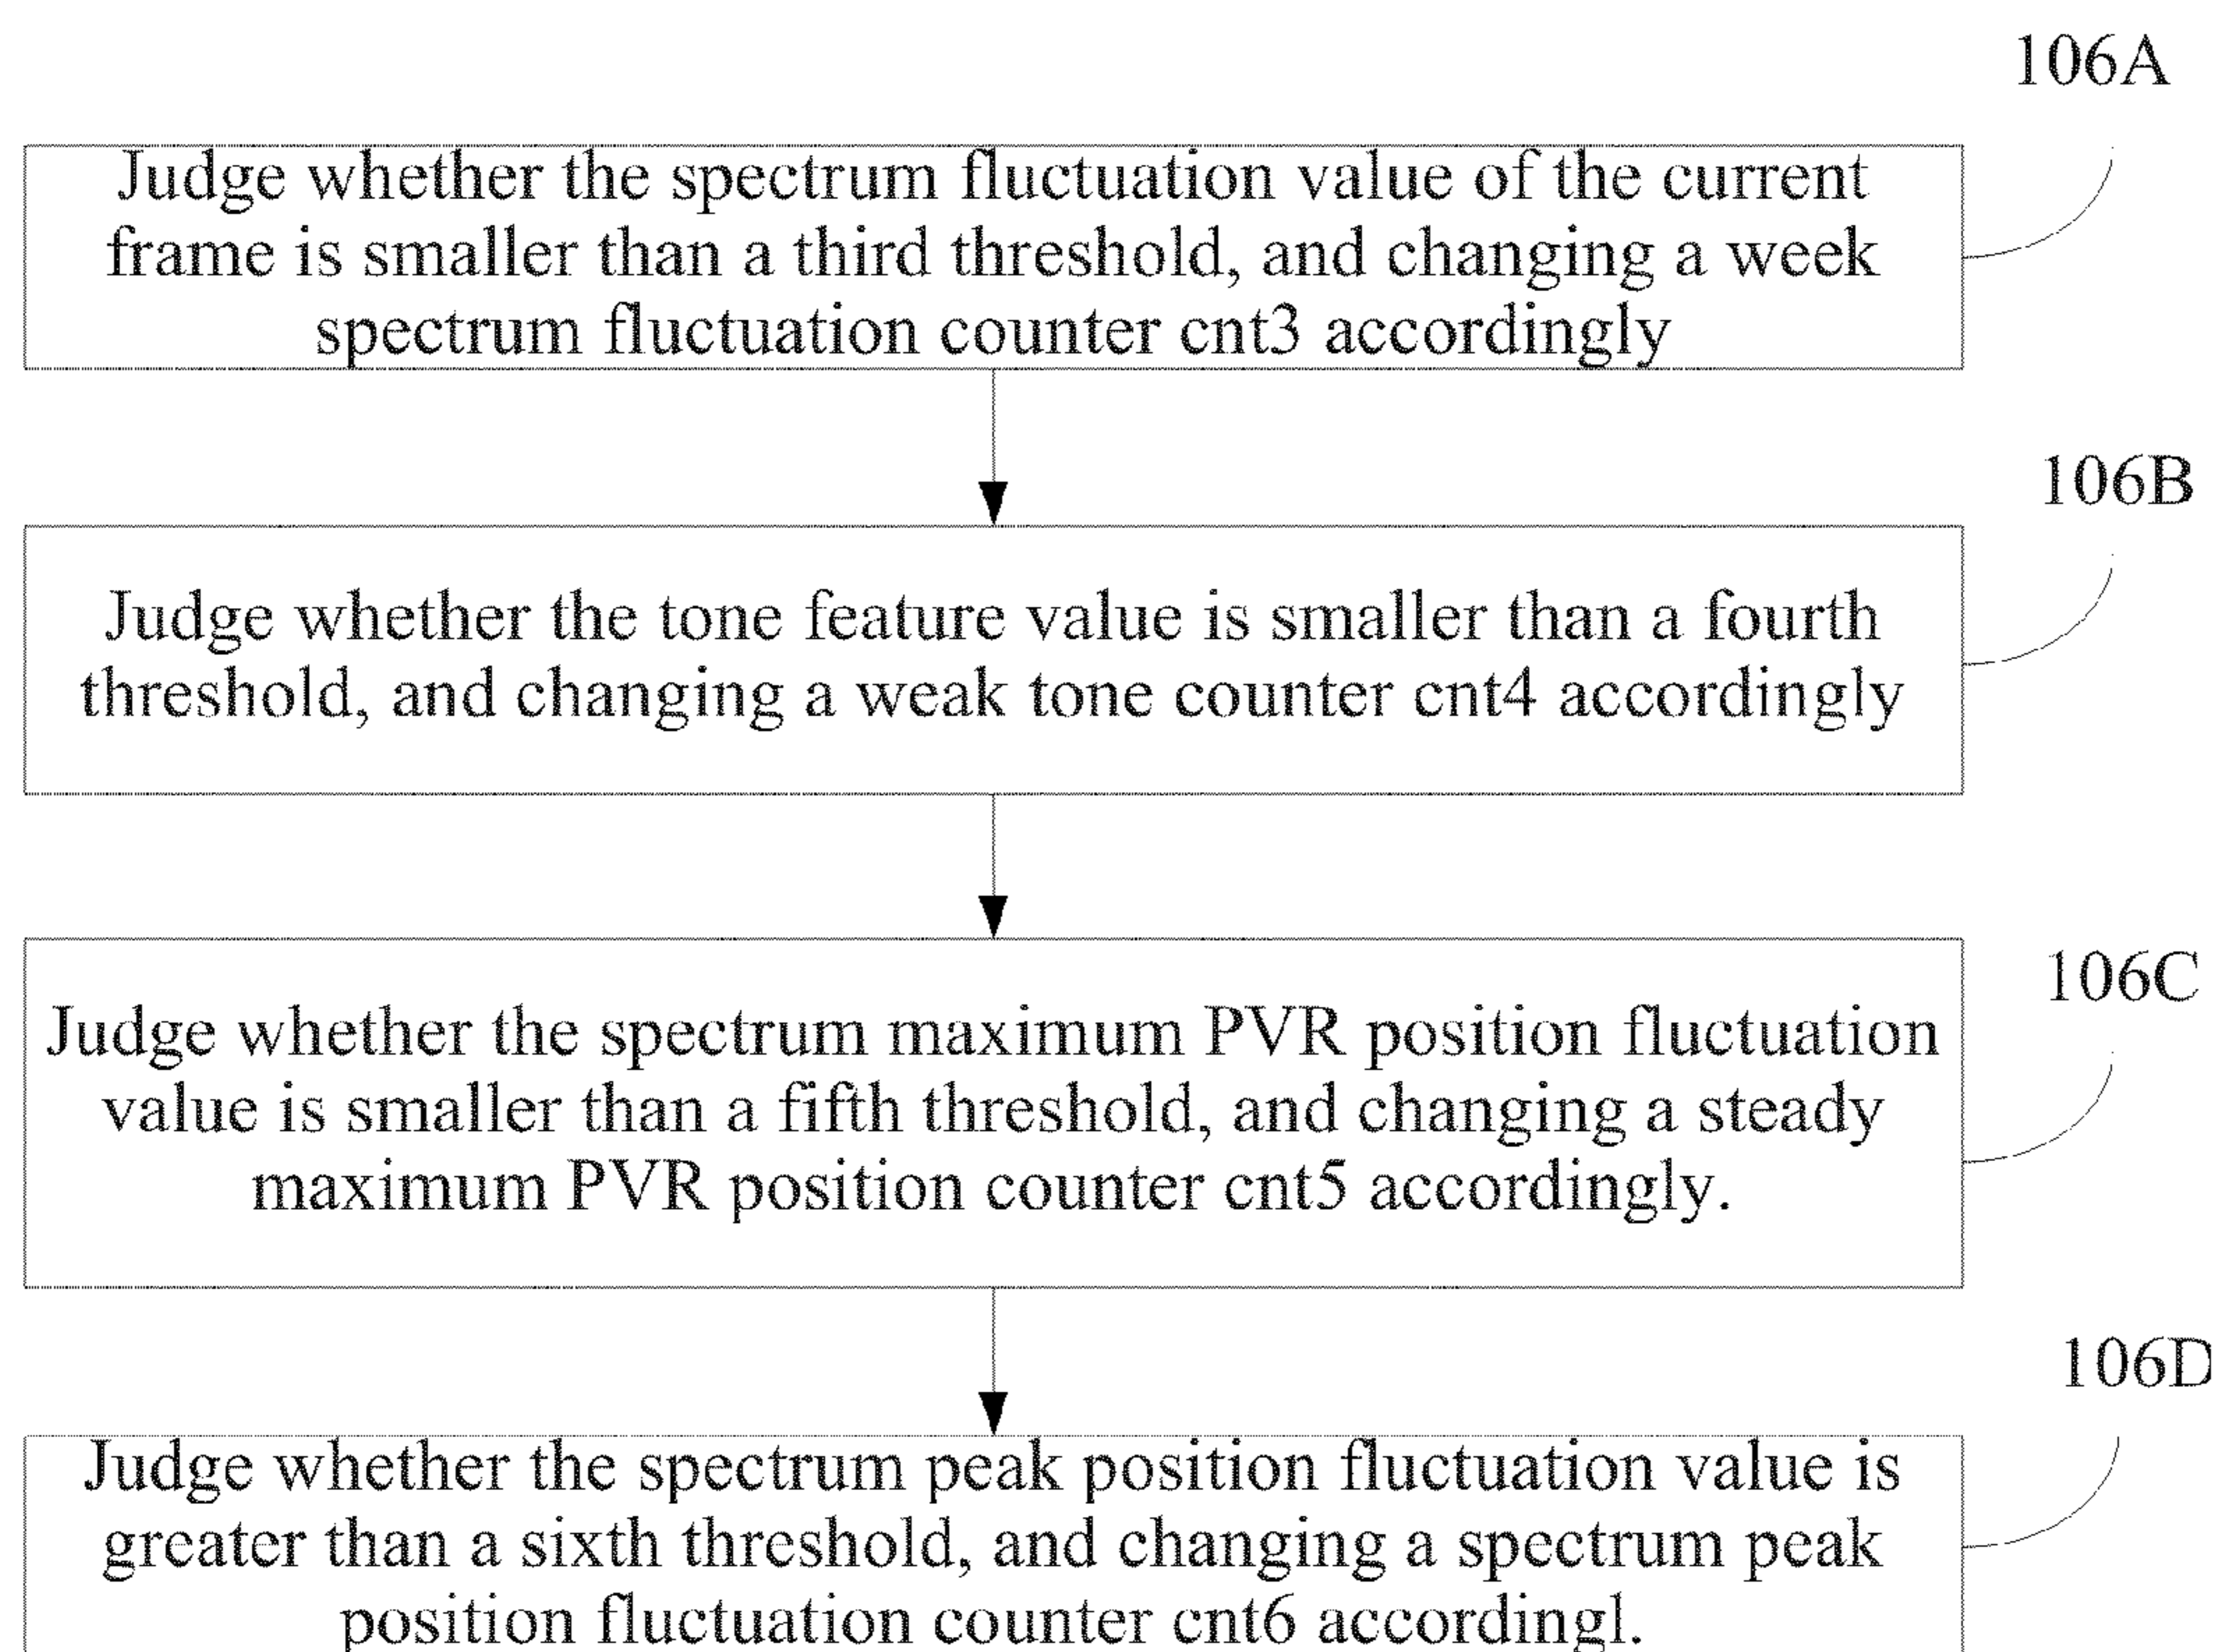 106A
Judge whether the spectrum fluctuation value of the current
frame is smaller than a third threshold, and changing a week
spectrum fluctuation counter cnt3 accordingly
106B
Judge whether the tone feature value is smaller than a fourth
threshold, and changing a weak tone counter cnt4 accordingly
106C
Judge whether the spectrum maximum PVR position fluctuation
value is smaller than a fifth threshold, and changing a steady
maximum PVR position counter cnt5 accordingly.
106D
Judge whether the spectrum peak position fluctuation value is
greater than a sixth threshold, and changing a spectrum peak
position fluctuation counter cnt6 accordingl.